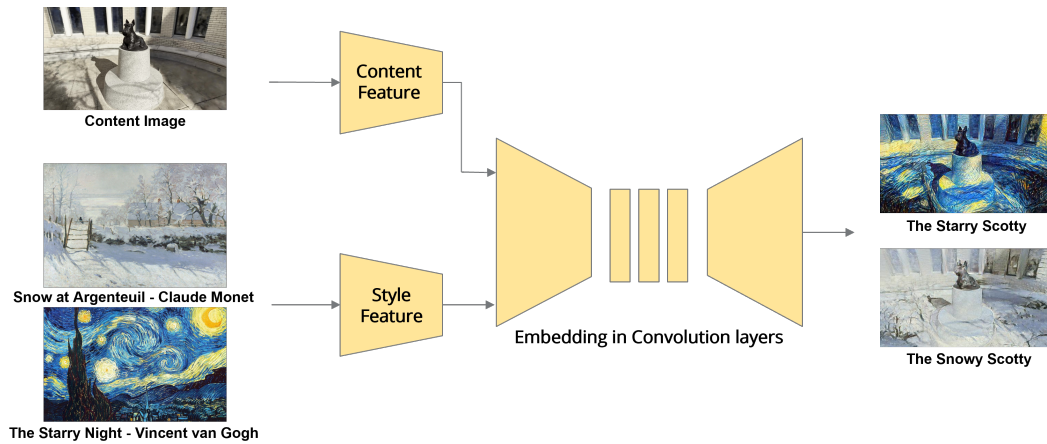 Content Image
Snow at Argenteuil - Claude Monet
The Starry Night - Vincent van Gogh
Content
Feature
Style
Feature
Embedding in Convolution layers
The Starry Scotty
The Snowy Scotty